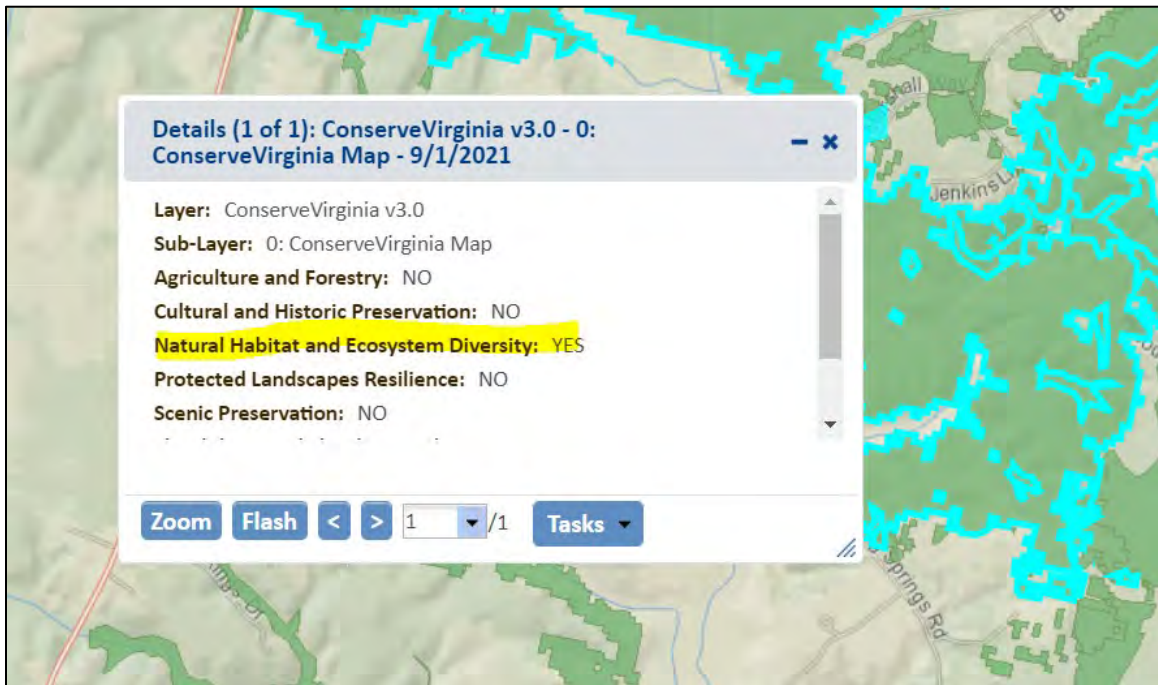 Details (1 of 1): ConserveVirginia v3.0 - 0:
ConserveVirginia Map - 9/1/2021
Layer: ConserveVirginia v3.0
Sub-Layer: 0: ConserveVirginia Map
Agriculture and Forestry: NO
Cultural and Historic Preservation: NO
Natural Habitat and Ecosystem Diversity: YES
Protected Landscapes Resilience: NO
Scenic Preservation: NO
Zoom Flash < > 1 /1 Tasks
Way
Jenkins
Springs Rd